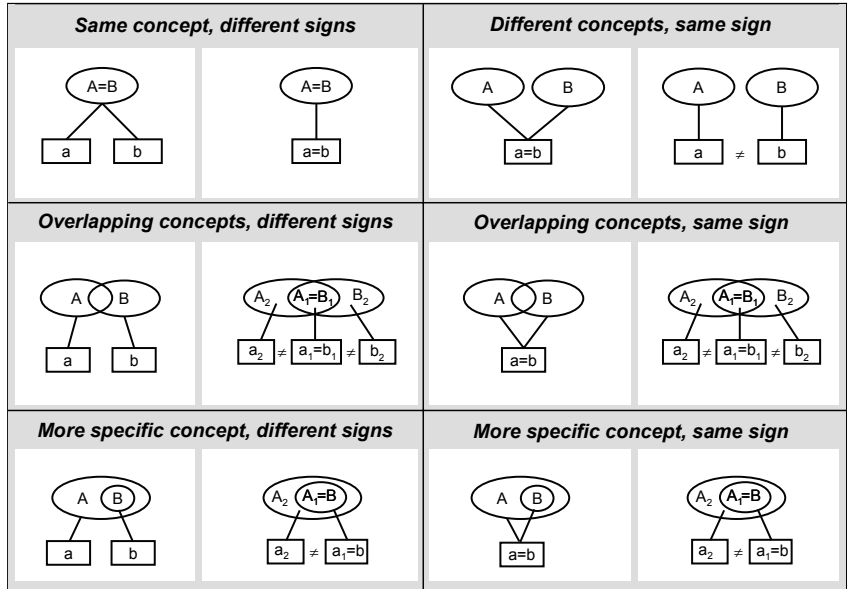 Same concept, different signs
A=B
a
b
A=B
a=b
Different concepts, same sign
A
B
a=b
A
B
a ≠ b
Overlapping concepts, different signs
A
B
a
b
A₂ A₁=B₁ B₂
a₂ ≠ a₁=b₁ ≠ b₂
Overlapping concepts, same sign
A
B
a=b
A₂ A₁=B₁ B₂
a₂ ≠ a₁=b₁ ≠ b₂
More specific concept, different signs
A
B
a
b
A₂ A₁=B
a₂ ≠ a₁=b
More specific concept, same sign
A
B
a=b
A₂ A₁=B
a₂ ≠ a₁=b